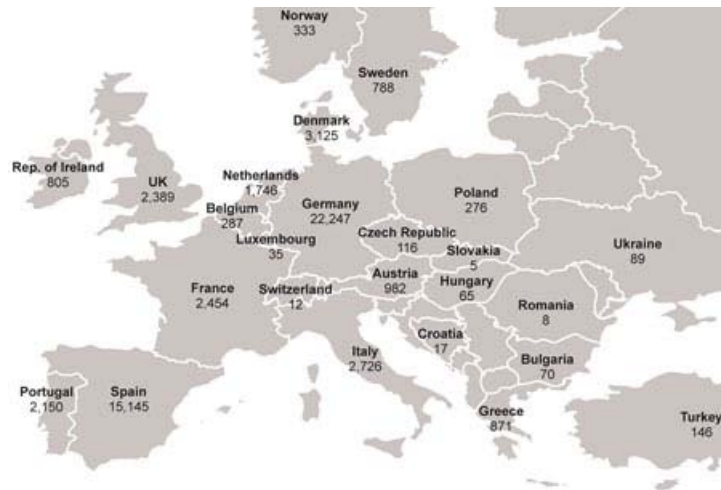 Norway
333
Sweden
788
Denmark
3,125
Rep. of Ireland
805
UK
2,389
Netherlands
1,746
Belgium
287
Luxembourg
35
Germany
22,247
Poland
276
Czech Republic
116
Slovakia
5
Ukraine
89
France
2,454
Switzerland
12
Austria
982
Hungary
65
Romania
8
Croatia
17
Italy
2,726
Bulgaria
70
Portugal
2,150
Spain
15,145
Greece
871
Turkey
146